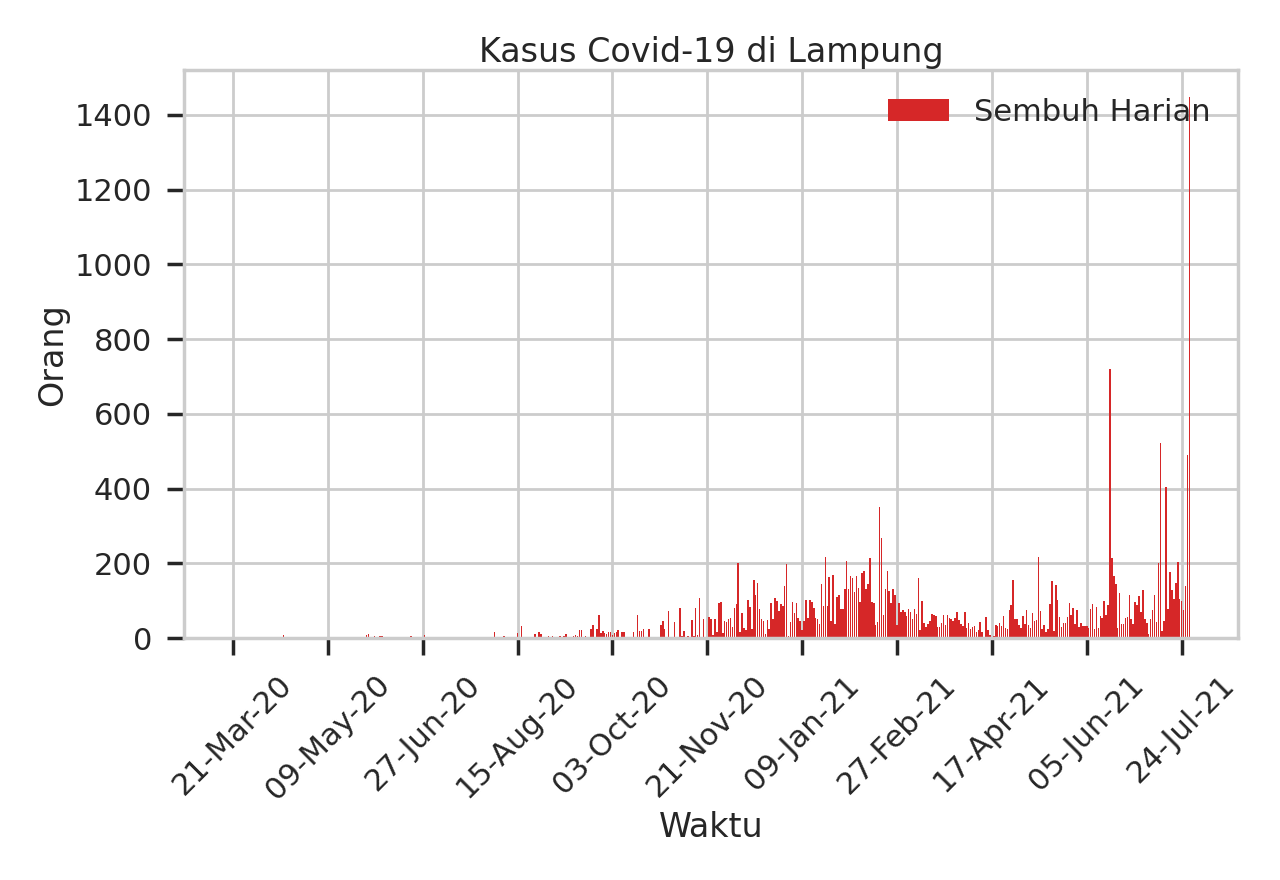 Kasus Covid-19 di Lampung
Sembuh Harian
Orang
1400
1200
1000
800
600
400
200
0
21-Mar-20
09-May-20
27-Jun-20
15-Aug-20
03-Oct-20
21-Nov-20
09-Jan-21
27-Feb-21
17-Apr-21
05-Jun-21
24-Jul-21
Waktu